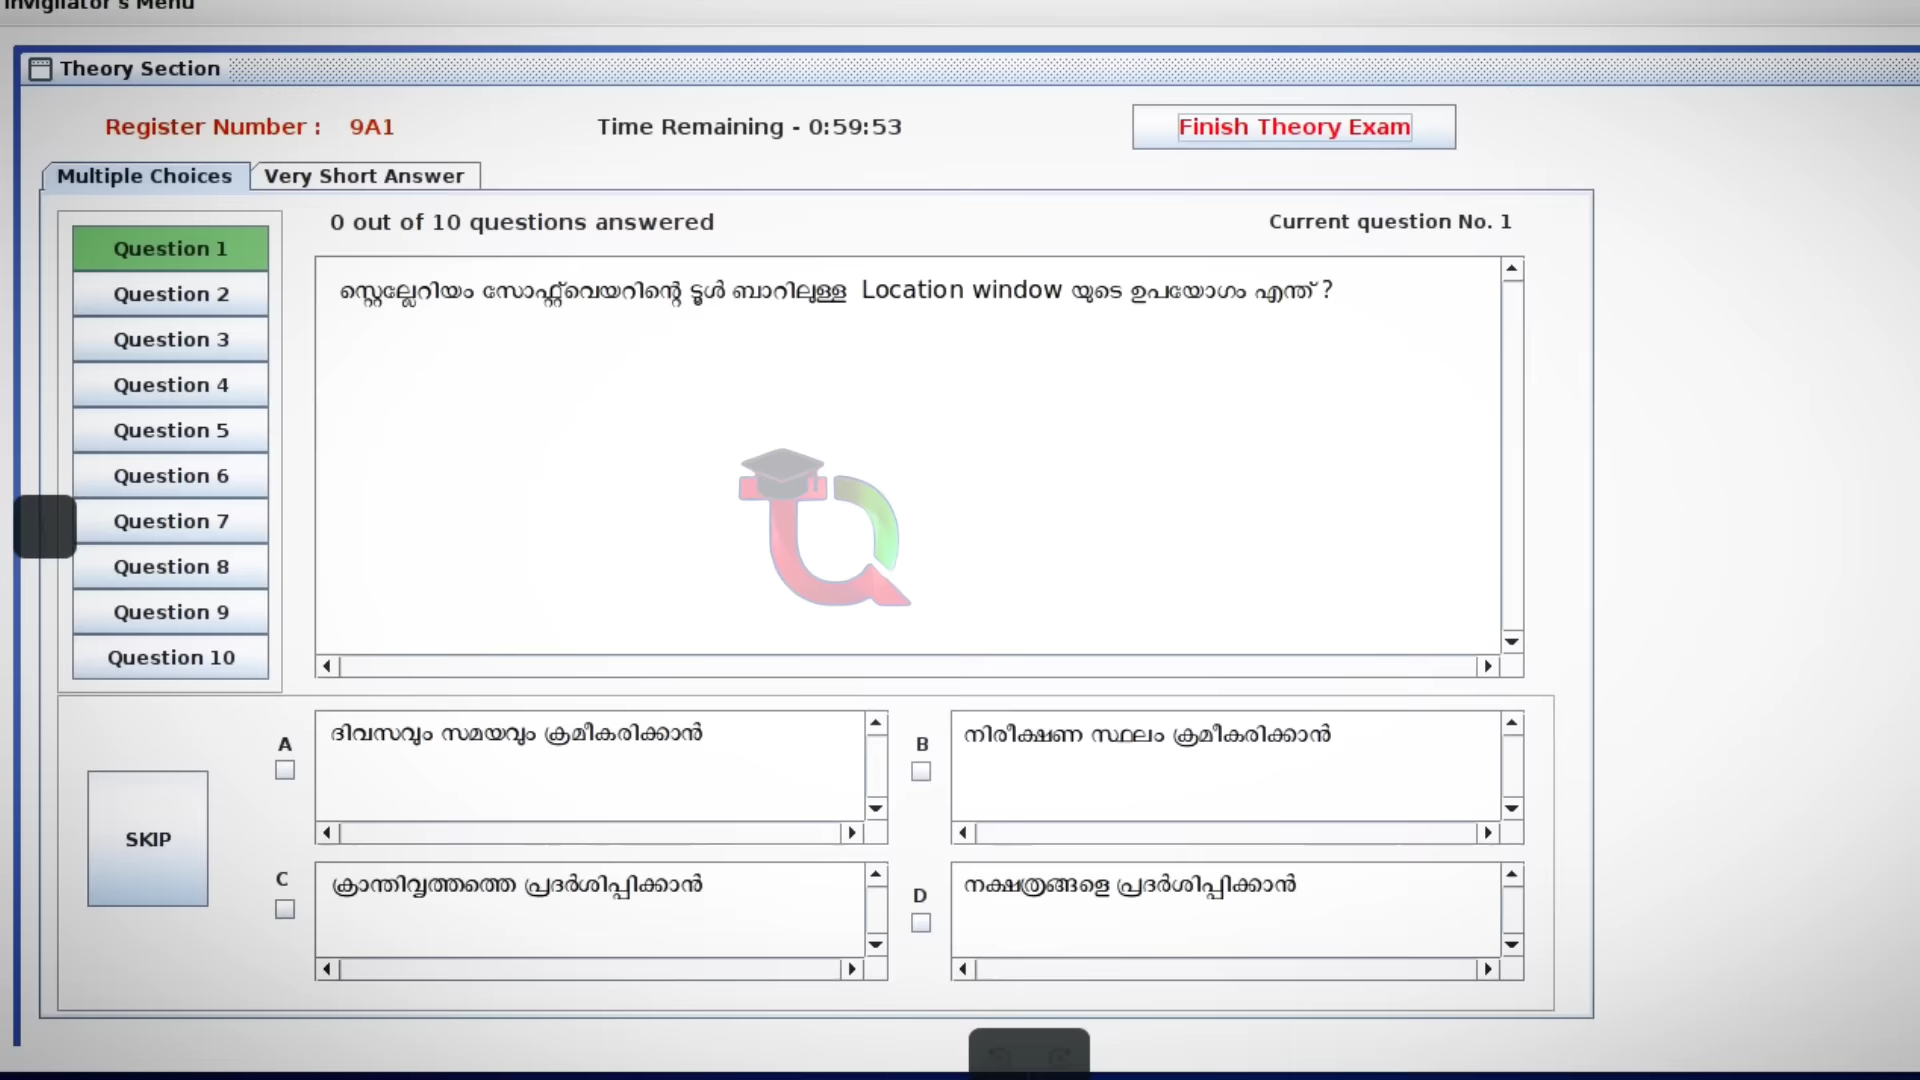 Invigilator's Menu
Theory Section
Register Number : 9A1
Time Remaining - 0:59:53
Finish Theory Exam
Multiple Choices
Very Short Answer
0 out of 10 questions answered
Current question No. 1
Question 1
Question 2
Question 3
Question 4
Question 5
Question 6
Question 7
Question 8
Question 9
Question 10
സ്റ്റെല്ലേറിയം സോഫ്റ്റ്‌വെയറിന്റെ ടൂൾ ബാറിലുള്ള Location window യുടെ ഉപയോഗം എന്ത് ?
SKIP
A
ദിവസവും സമയവും ക്രമീകരിക്കാൻ
B
നിരീക്ഷണ സ്ഥലം ക്രമീകരിക്കാൻ
C
ക്രാന്തിവൃത്തത്തെ പ്രദർശിപ്പിക്കാൻ
D
നക്ഷത്രങ്ങളെ പ്രദർശിപ്പിക്കാൻ